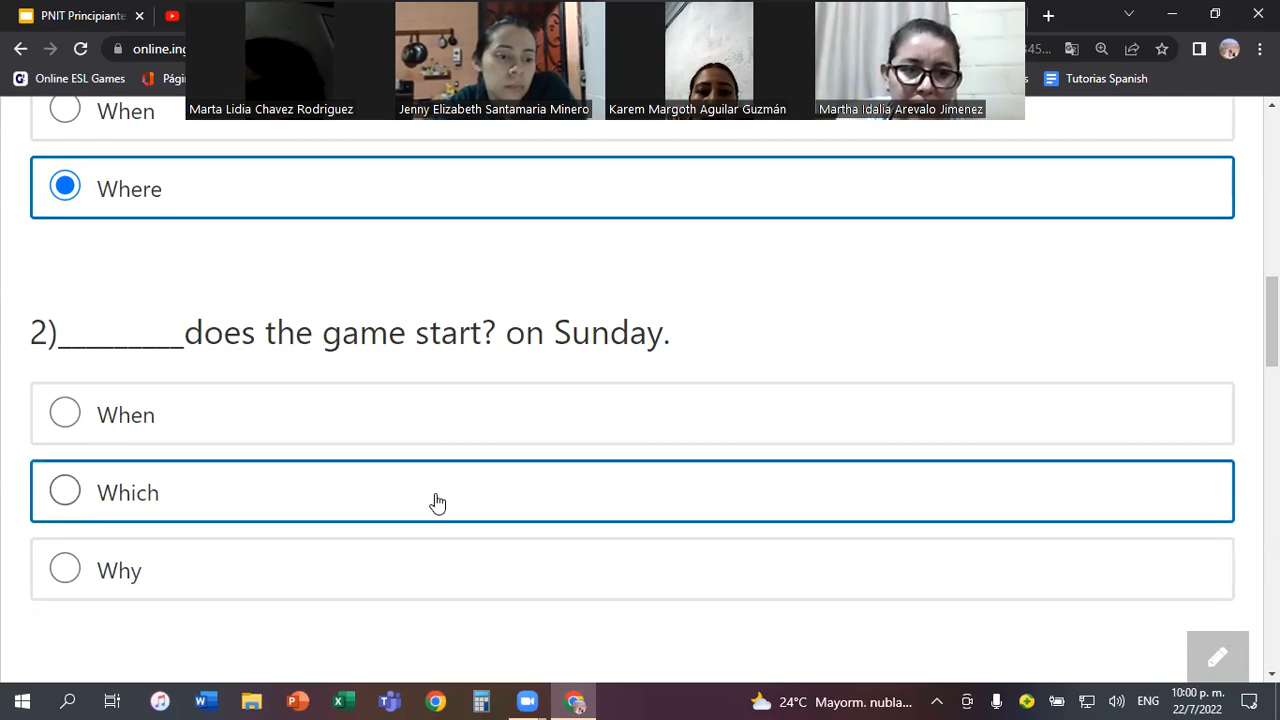 PNIT Principiante
online.ing
345...
Online ESL Games
Tutorias Spanish
Marta Lidia Chavez Rodriguez
Jenny Elizabeth Santamaria Minero
Karem Margoth Aguilar Guzmán
Martha Idalia Arevalo Jimenez
When
Where
2)_________does the game start? on Sunday.
When
Which
Why
24°C Mayorm. nubla...
ENG
10:00 p. m.
22/7/2022